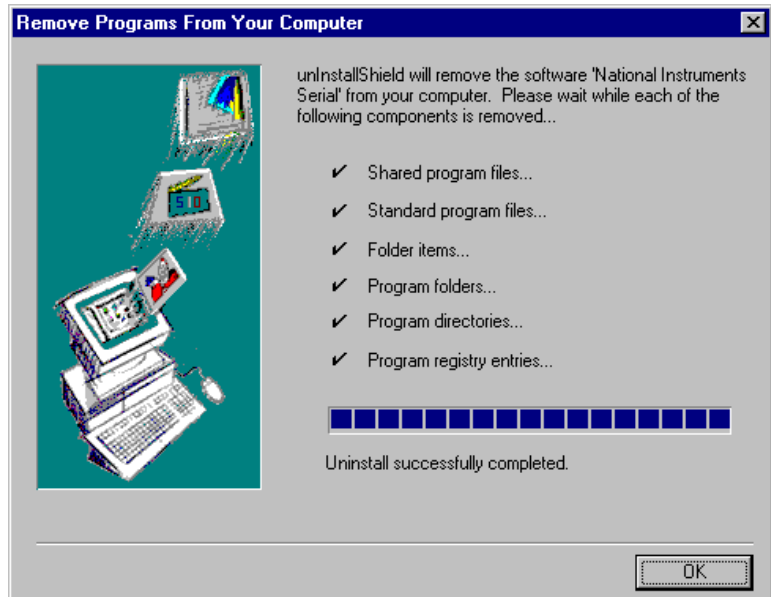 Remove Programs From Your Computer
unInstallShield will remove the software 'National Instruments
Serial' from your computer. Please wait while each of the
following components is removed...
✔ Shared program files...
✔ Standard program files...
✔ Folder items...
✔ Program folders...
✔ Program directories...
✔ Program registry entries...
Uninstall successfully completed.
OK